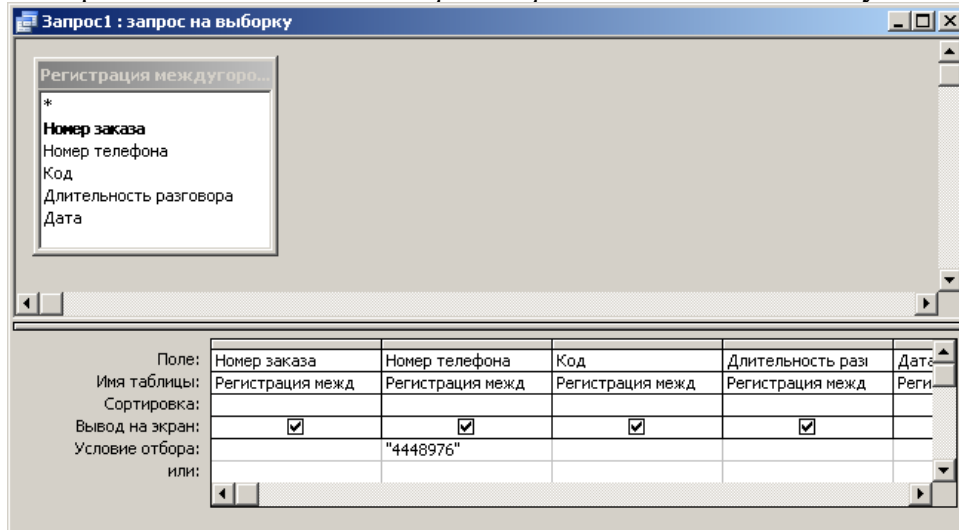 Запрос1 : запрос на выборку
Регистрация междугоро...
*
Номер заказа
Номер телефона
Код
Длительность разговора
Дата
Поле: Номер заказа Номер телефона Код Длительность разг Дата
Имя таблицы: Регистрация межд Регистрация межд Регистрация межд Регистрация межд Реги
Сортировка:
Вывод на экран:
Условие отбора: "4448976"
или: